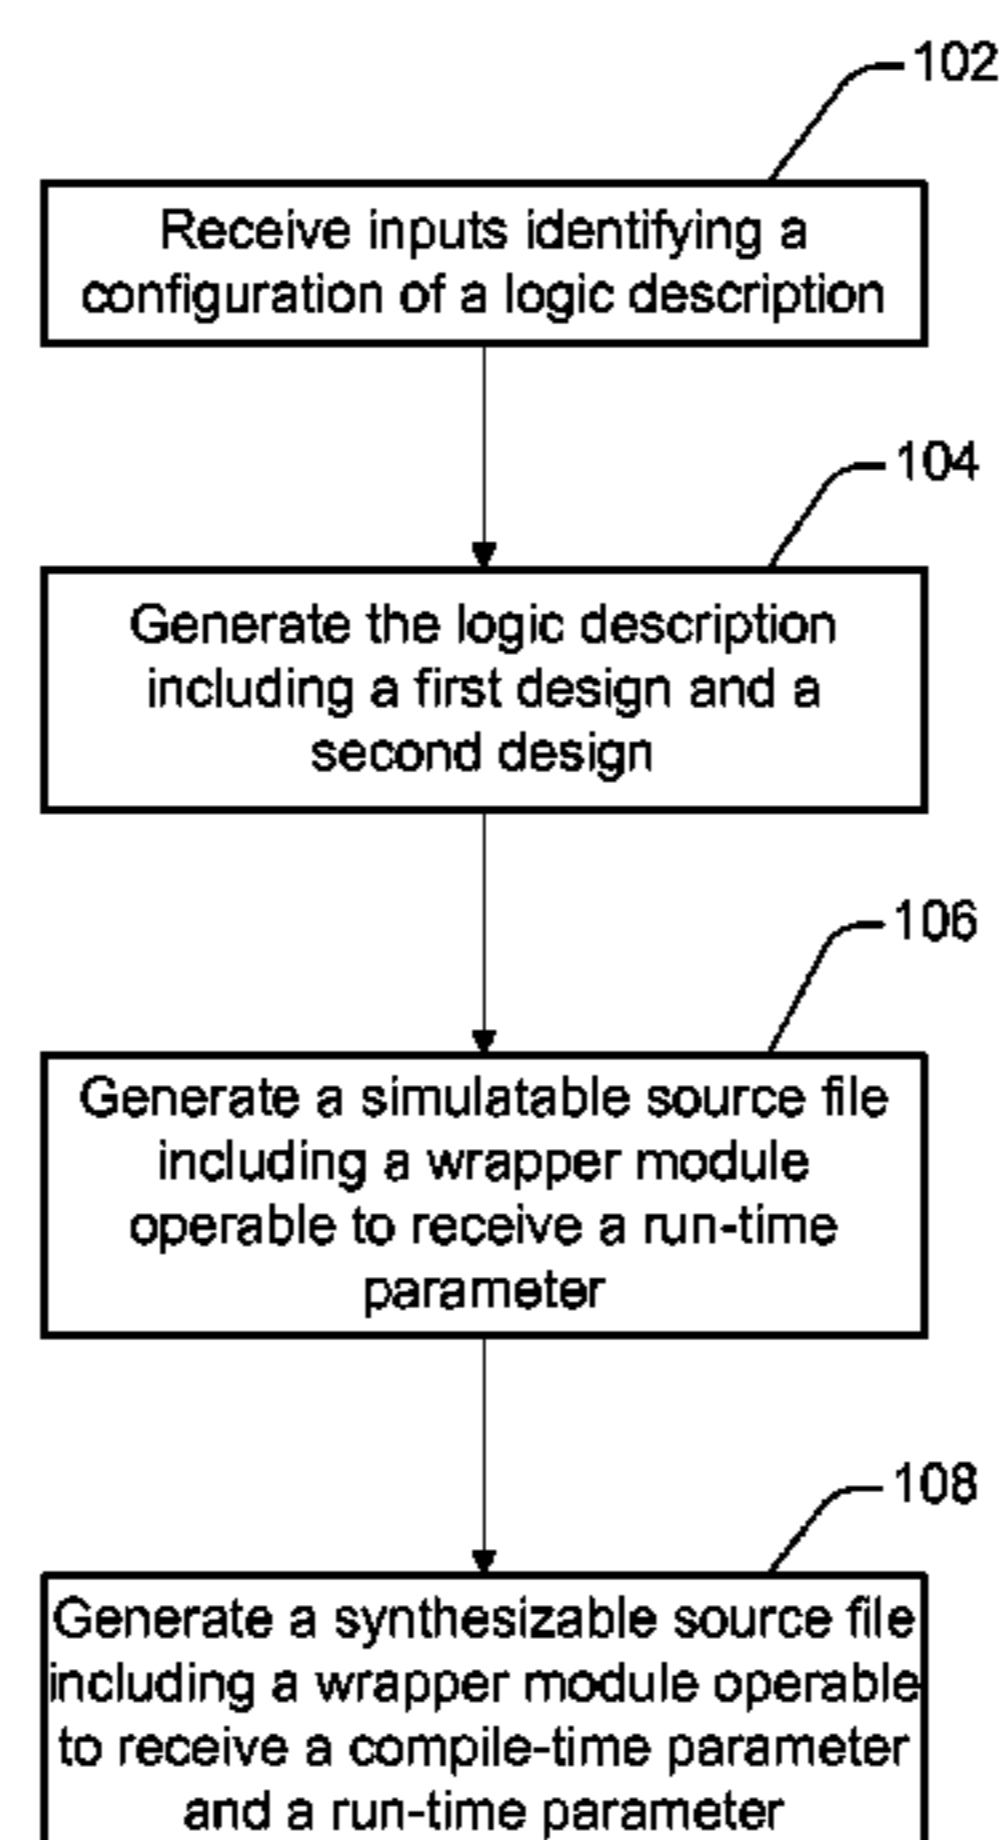 102
Receive inputs identifying a
configuration of a logic description
104
Generate the logic description
including a first design and a
second design
106
Generate a simulatable source file
including a wrapper module
operable to receive a run-time
parameter
108
Generate a synthesizable source file
including a wrapper module operable
to receive a compile-time parameter
and a run-time parameter